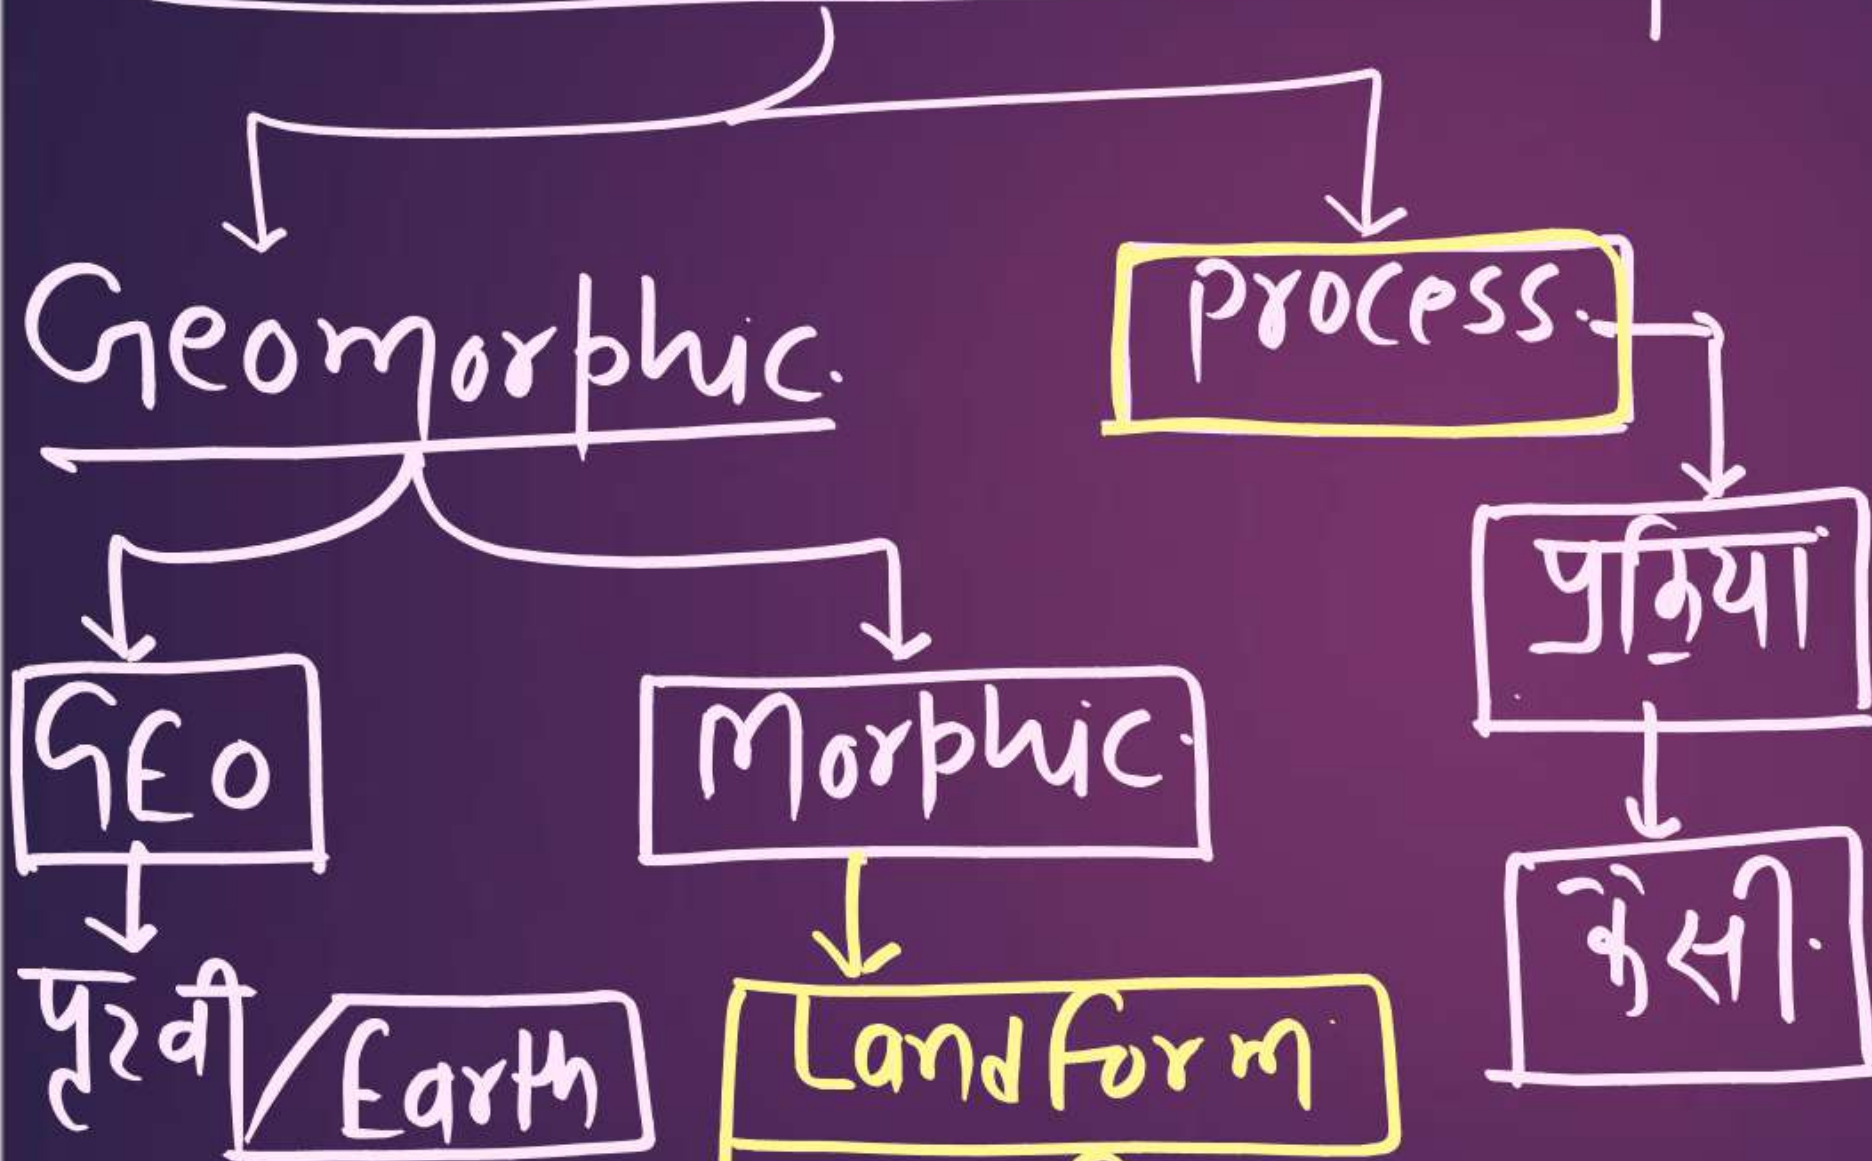 Geomorphic.
process.
प्रक्रिया
GEO
Morphic.
कैसी.
पृथ्वी / Earth
Landform